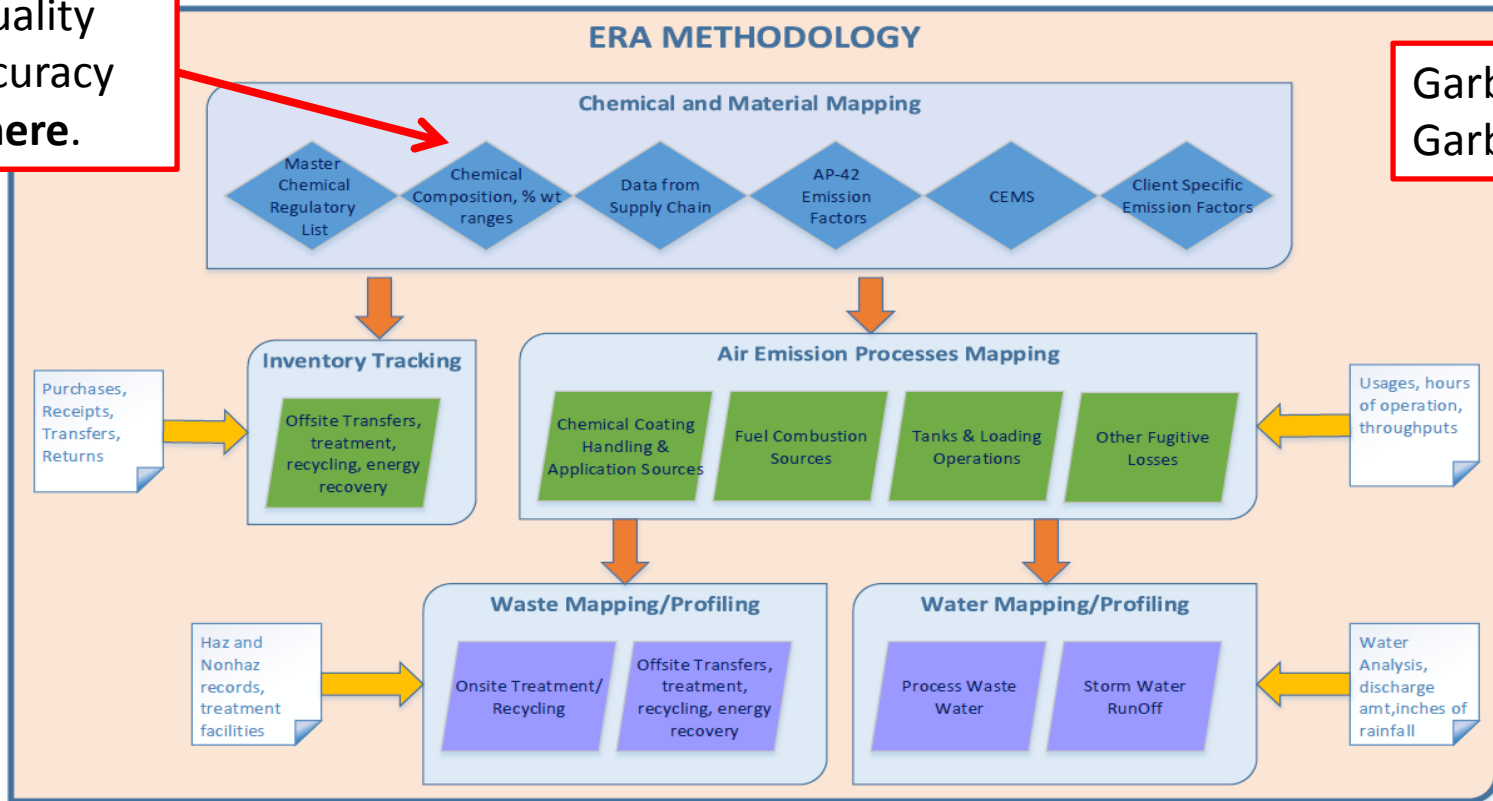 uality
curacy
here.
ERA METHODOLOGY
Garb
Garb
Chemical and Material Mapping
Master
Chemical
Regulatory
List
Chemical
Composition, % wt
ranges
Data from
Supply Chain
AP-42
Emission
Factors
CEMS
Client Specific
Emission Factors
Inventory Tracking
Offsite Transfers,
treatment,
recycling, energy
recovery
Purchases,
Receipts,
Transfers,
Returns
Air Emission Processes Mapping
Chemical Coating
Handling &
Application Sources
Fuel Combustion
Sources
Tanks & Loading
Operations
Other Fugitive
Losses
Usages, hours
of operation,
throughputs
Waste Mapping/Profiling
Haz and
Nonhaz
records,
treatment
facilities
Onsite Treatment/
Recycling
Offsite Transfers,
treatment,
recycling, energy
recovery
Water Mapping/Profiling
Process Waste
Water
Storm Water
RunOff
Water
Analysis,
discharge
amt,inches of
rainfall